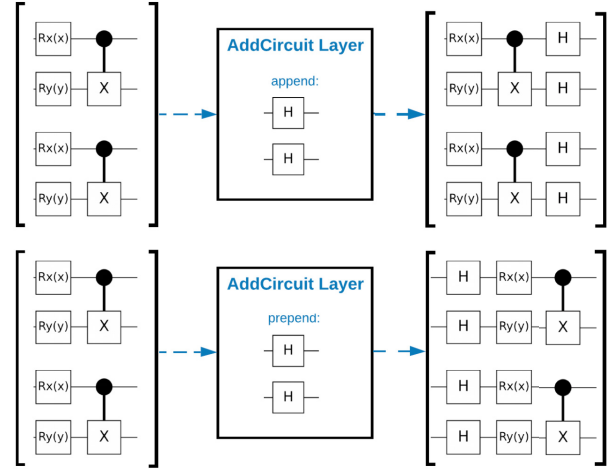 Rx(x)
Ry(y) X
Rx(x)
Ry(y) X
AddCircuit Layer
append:
H
H
Rx(x) H
Ry(y) X H
Rx(x) H
Ry(y) X H
Rx(x)
Ry(y) X
Rx(x)
Ry(y) X
AddCircuit Layer
prepend:
H
H
H Rx(x)
H Ry(y) X
H Rx(x)
H Ry(y) X